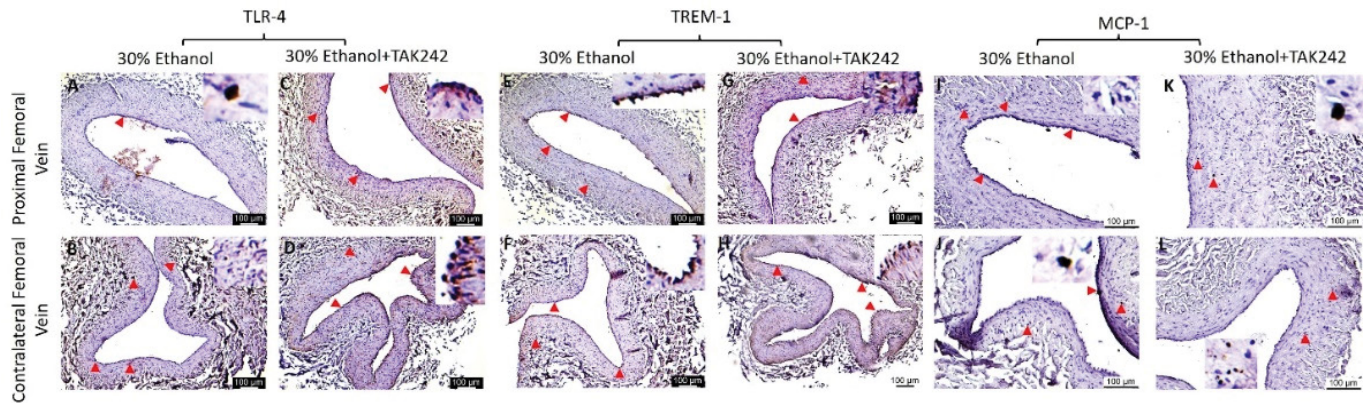 TLR-4
TREM-1
MCP-1
30% Ethanol
30% Ethanol+TAK242
30% Ethanol
30% Ethanol+TAK242
30% Ethanol
30% Ethanol+TAK242
Proximal Femoral
Vein
A
C
E
G
I
K
100 µm
100 µm
100 µm
100 µm
100 µm
100 µm
Contralateral Femoral
Vein
B
D
F
H
J
L
100 µm
100 µm
100 µm
100 µm
100 µm
100 µm